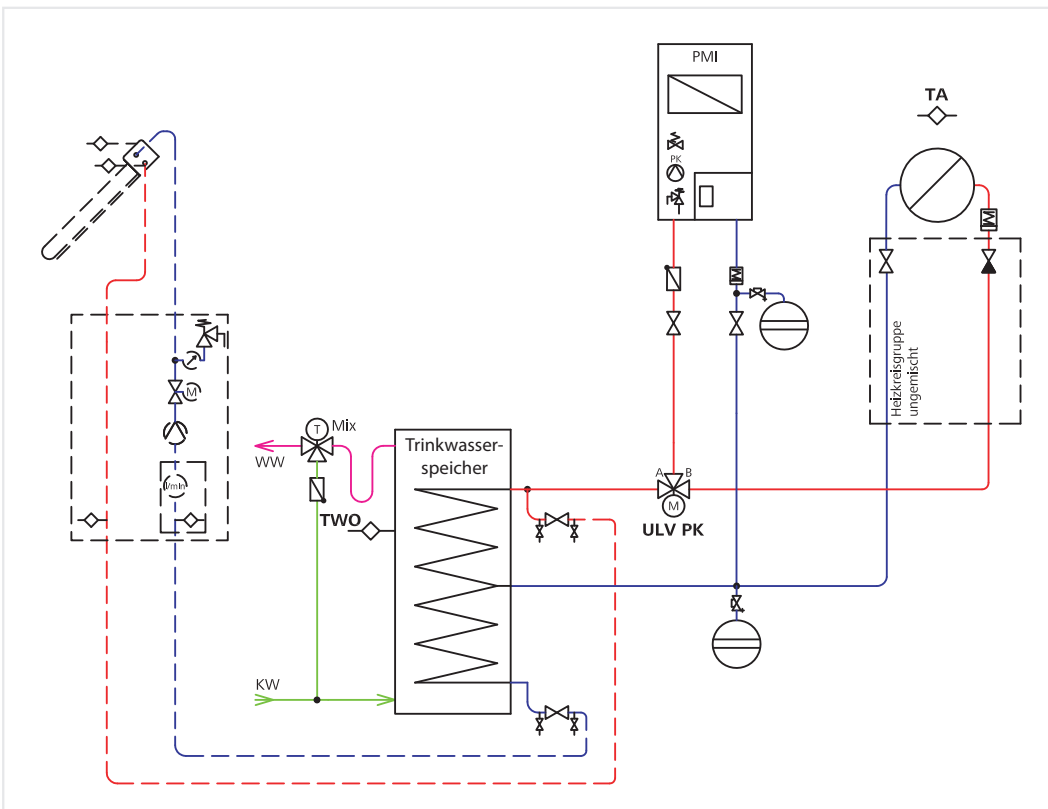 PMI
PK
TA
Heizkreisgruppe
ungemischt
M
l/min
T
Mix
WW
Trinkwasser-
speicher
TWO
A
B
M
ULV PK
KW